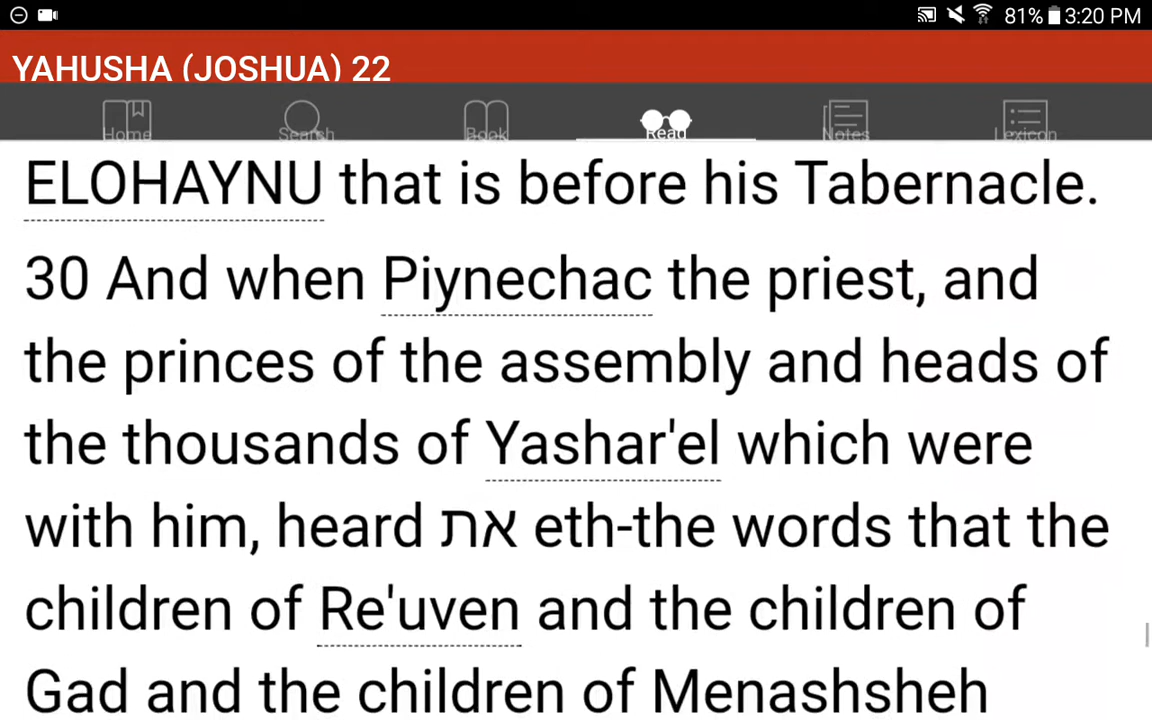 81% 3:20 PM
YAHUSHA (JOSHUA) 22
Home Search Book Read Notes Lexicon
ELOHAYNU that is before his Tabernacle.
30 And when Piynechac the priest, and
the princes of the assembly and heads of
the thousands of Yashar'el which were
with him, heard את eth-the words that the
children of Re'uven and the children of
Gad and the children of Menashsheh